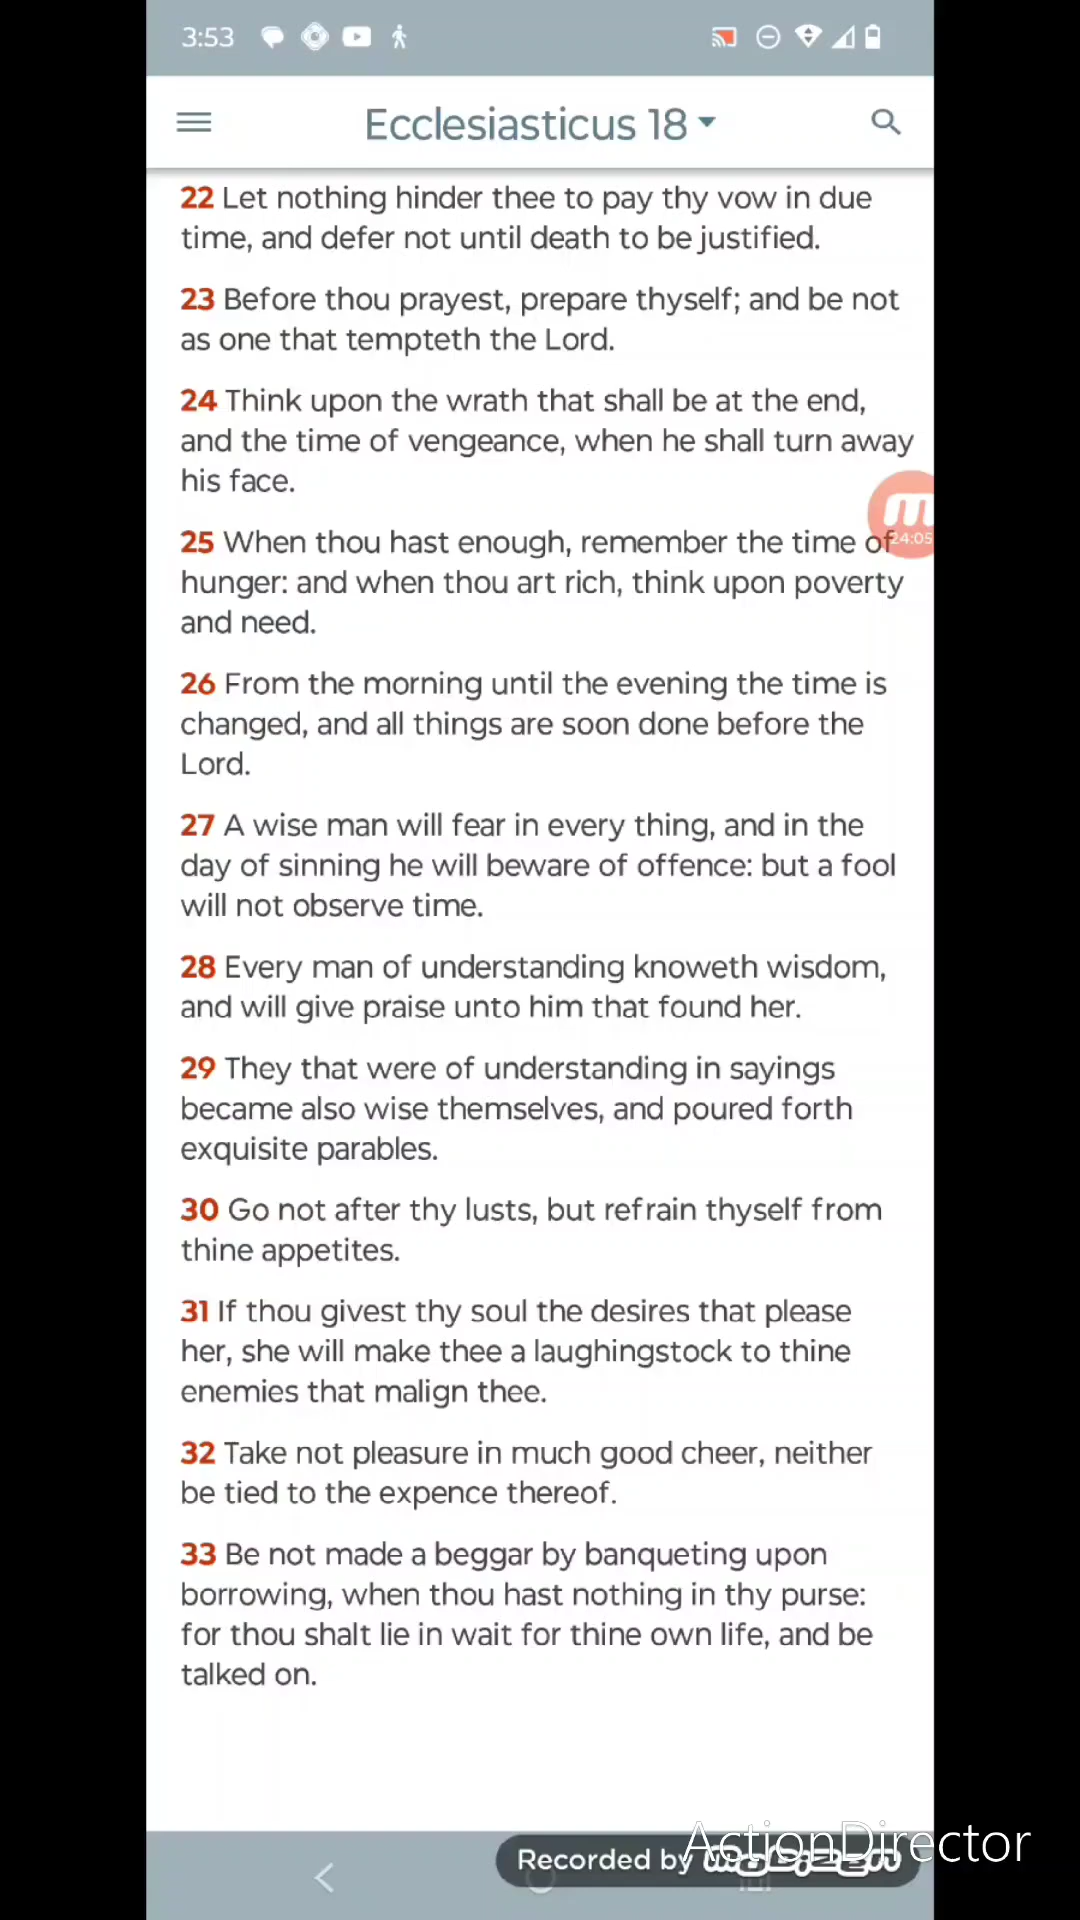 3:53
Ecclesiasticus 18
22 Let nothing hinder thee to pay thy vow in due
time, and defer not until death to be justified.
23 Before thou prayest, prepare thyself; and be not
as one that tempteth the Lord.
24 Think upon the wrath that shall be at the end,
and the time of vengeance, when he shall turn away
his face.
25 When thou hast enough, remember the time of
24:05
hunger: and when thou art rich, think upon poverty
and need.
26 From the morning until the evening the time is
changed, and all things are soon done before the
Lord.
27 A wise man will fear in every thing, and in the
day of sinning he will beware of offence: but a fool
will not observe time.
28 Every man of understanding knoweth wisdom,
and will give praise unto him that found her.
29 They that were of understanding in sayings
became also wise themselves, and poured forth
exquisite parables.
30 Go not after thy lusts, but refrain thyself from
thine appetites.
31 If thou givest thy soul the desires that please
her, she will make thee a laughingstock to thine
enemies that malign thee.
32 Take not pleasure in much good cheer, neither
be tied to the expence thereof.
33 Be not made a beggar by banqueting upon
borrowing, when thou hast nothing in thy purse:
for thou shalt lie in wait for thine own life, and be
talked on.
ActionDirector
Recorded by